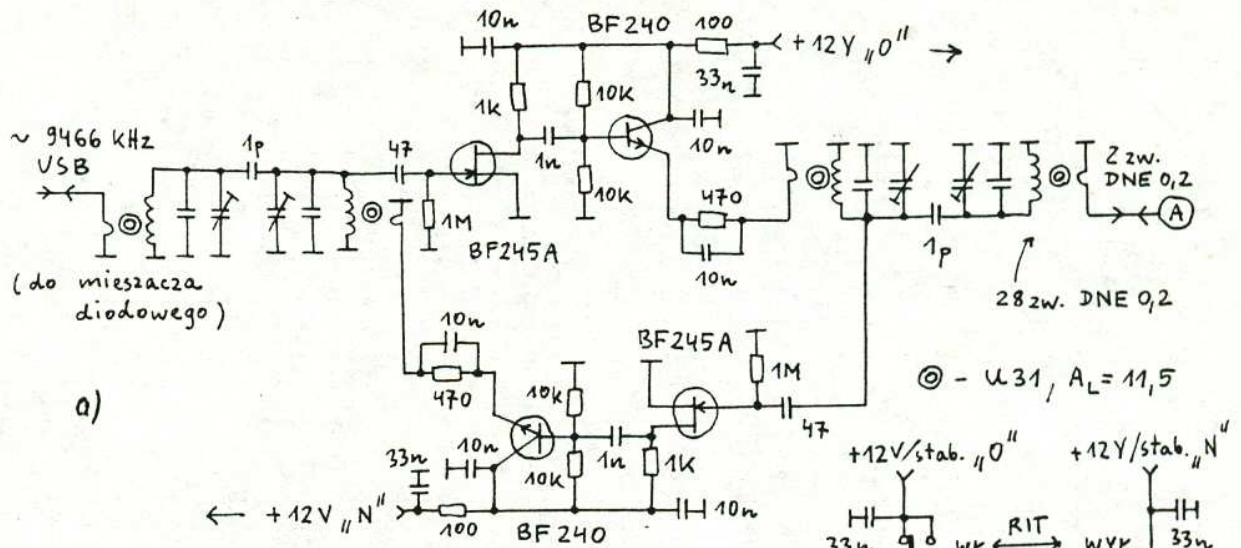 10n
BF240
100
+12V „O" →
33n
1K
10K
10n
~ 9466 kHz
VSB
1p
47
1n
10K
2 zw.
DNE 0,2
470
A
1M
BF245A
10n
1p
(do mieszacza
diodowego)
28 zw. DNE 0,2
10n
BF245A
1M
◎ - U31, AL = 11,5
a)
470
10k
47
33n
10n
1n
1K
+12V/stab. „O"
+12V/stab. „N"
10K
← +12V „N"
100
BF240
10n
33n
wł
RIT
wył
33n